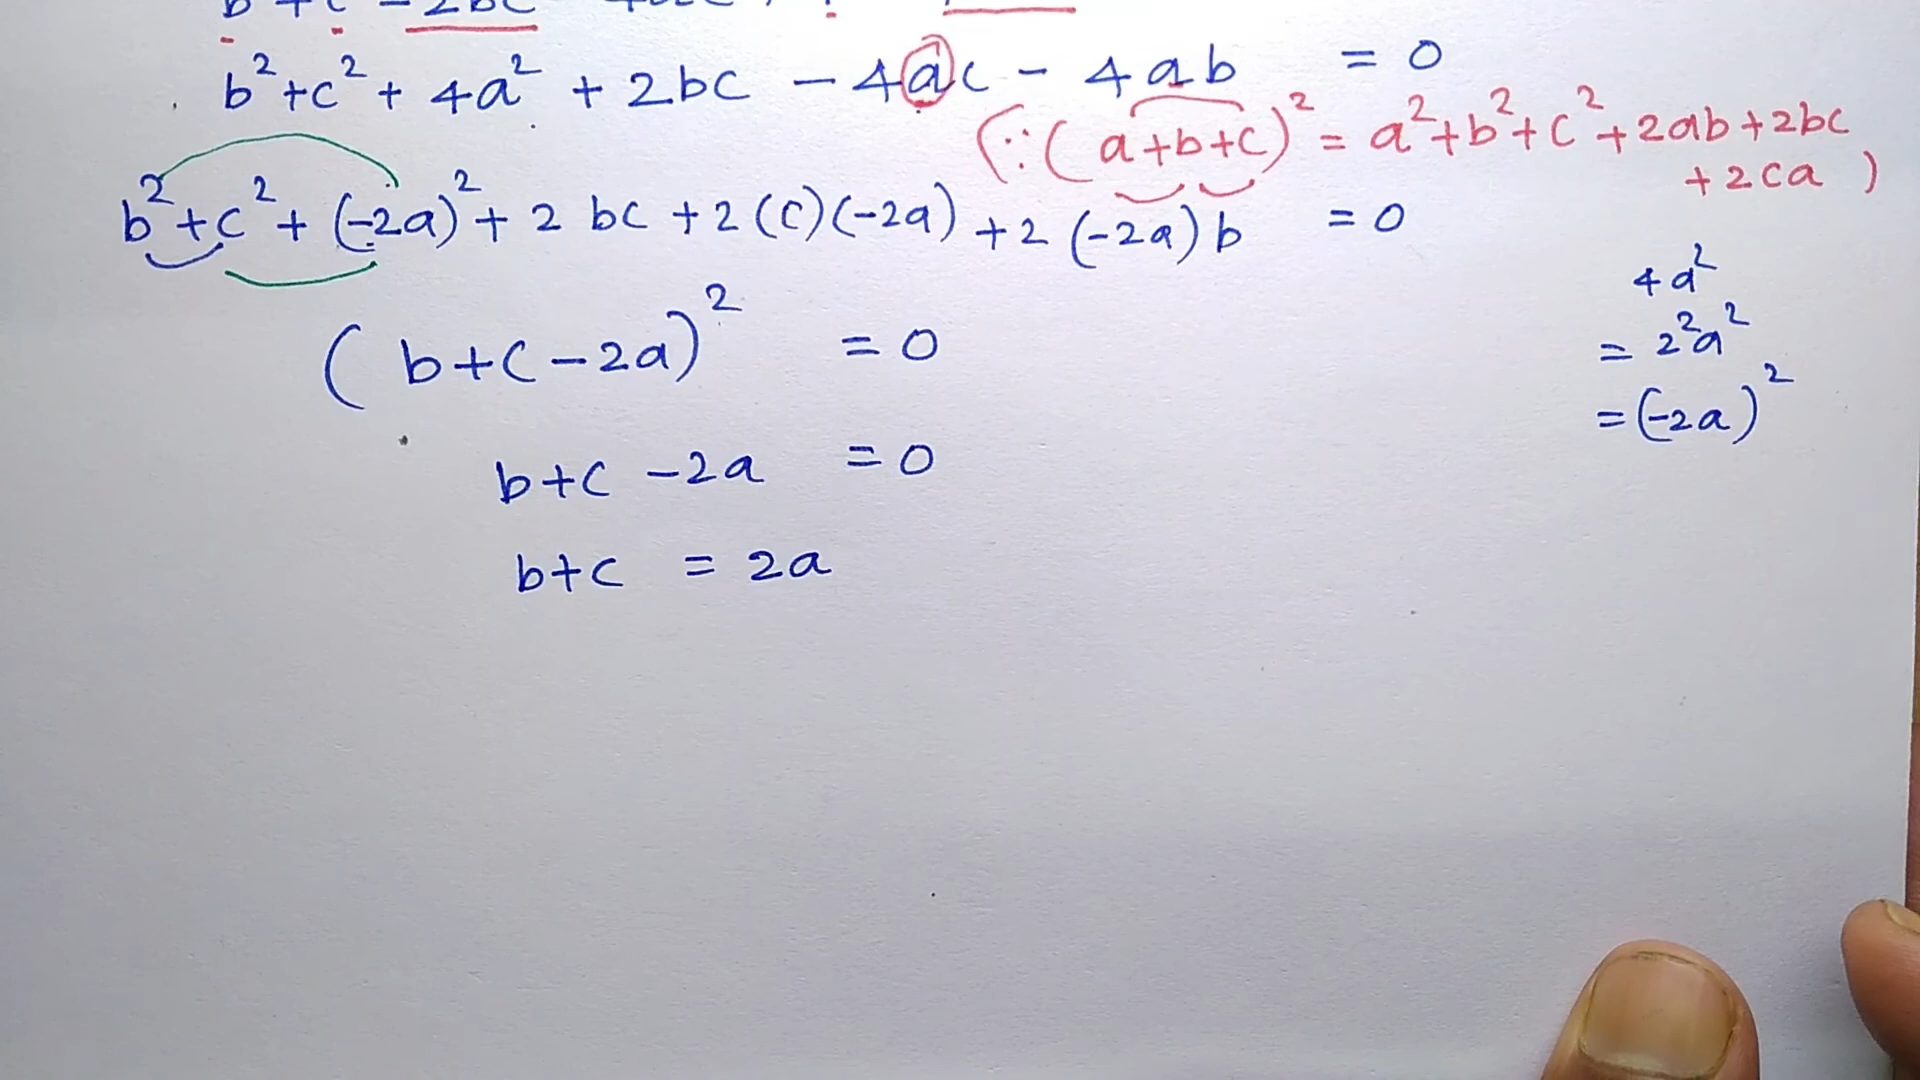 b²+c²+4a²+2bc-4ac-4ab = 0
(∵(a+b+c)² = a²+b²+c²+2ab+2bc
+2ca)
b²+c²+(-2a)²+2bc+2(c)(-2a)+2(-2a)b = 0
4a²
= 2²a²
= (-2a)²
(b+c-2a)² = 0
b+c-2a = 0
b+c = 2a